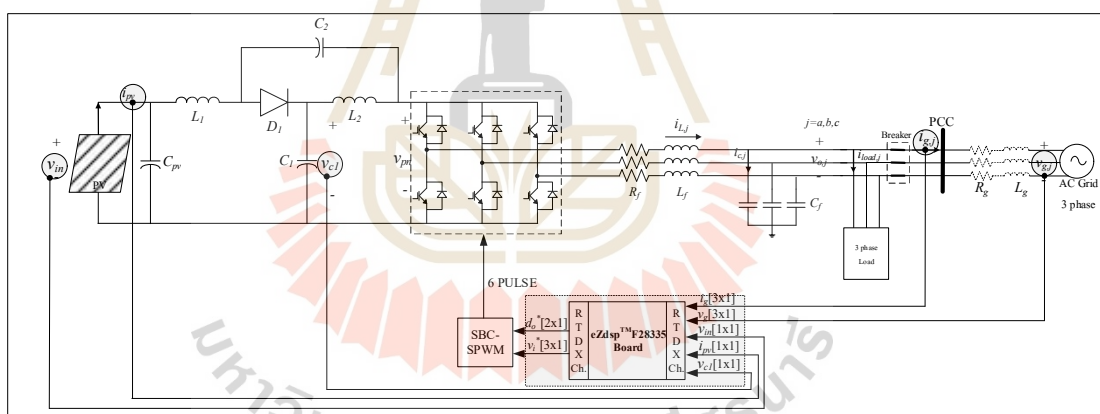 C2
ipv
L1
D1
L2
+
vin
-
PV
Cpv
C1
+
vc1
-
+
vpn
-
iL,j
Rf
Lf
ic,j
j=a,b,c
+
vo,j
-
Cf
iload,j
Breaker
ig,j
PCC
3 phase
Load
Rg
Lg
+
vg,j
-
AC Grid
3 phase
6 PULSE
SBC-
SPWM
do*[2x1]
vi*[3x1]
R
T
D
X
Ch.
eZdsp™F28335
Board
R
T
D
X
Ch.
ig[3x1]
vg[3x1]
vin[1x1]
ipv[1x1]
vc1[1x1]